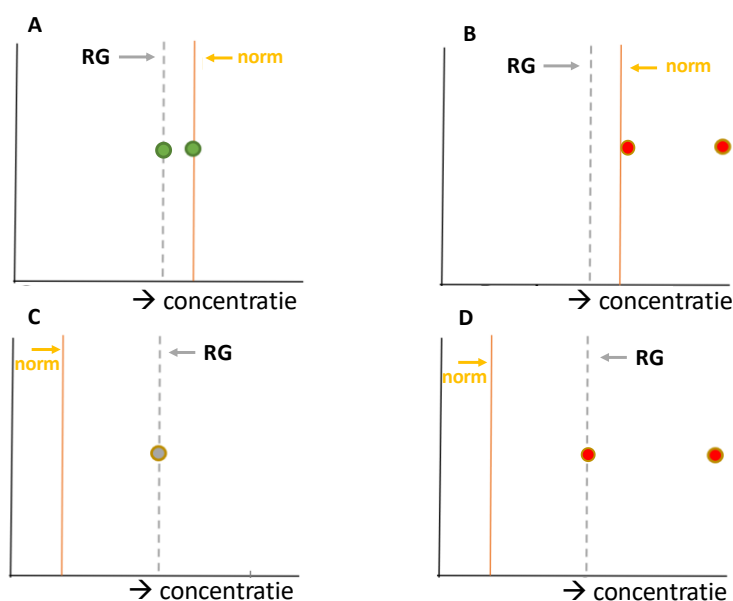 A
RG → ← norm
→ concentratie
B
RG → ← norm
→ concentratie
C
→
norm
← RG
→ concentratie
D
→
norm
← RG
→ concentratie